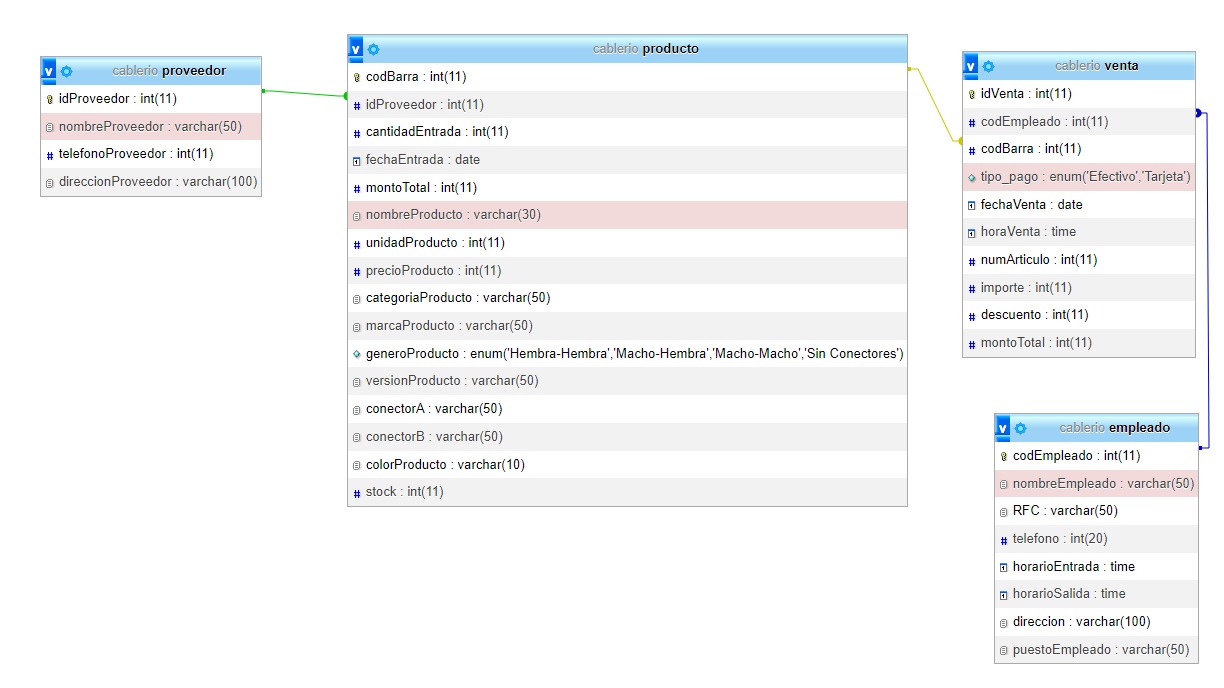 cablerio proveedor
idProveedor : int(11)
nombreProveedor : varchar(50)
telefonoProveedor : int(11)
direccionProveedor : varchar(100)
cablerio producto
codBarra : int(11)
idProveedor : int(11)
cantidadEntrada : int(11)
fechaEntrada : date
montoTotal : int(11)
nombreProducto : varchar(30)
unidadProducto : int(11)
precioProducto : int(11)
categoriaProducto : varchar(50)
marcaProducto : varchar(50)
generoProducto : enum('Hembra-Hembra','Macho-Hembra','Macho-Macho','Sin Conectores')
versionProducto : varchar(50)
conectorA : varchar(50)
conectorB : varchar(50)
colorProducto : varchar(10)
stock : int(11)
cablerio venta
idVenta : int(11)
codEmpleado : int(11)
codBarra : int(11)
tipo_pago : enum('Efectivo','Tarjeta')
fechaVenta : date
horaVenta : time
numArticulo : int(11)
importe : int(11)
descuento : int(11)
montoTotal : int(11)
cablerio empleado
codEmpleado : int(11)
nombreEmpleado : varchar(50)
RFC : varchar(50)
telefono : int(20)
horarioEntrada : time
horarioSalida : time
direccion : varchar(100)
puestoEmpleado : varchar(50)